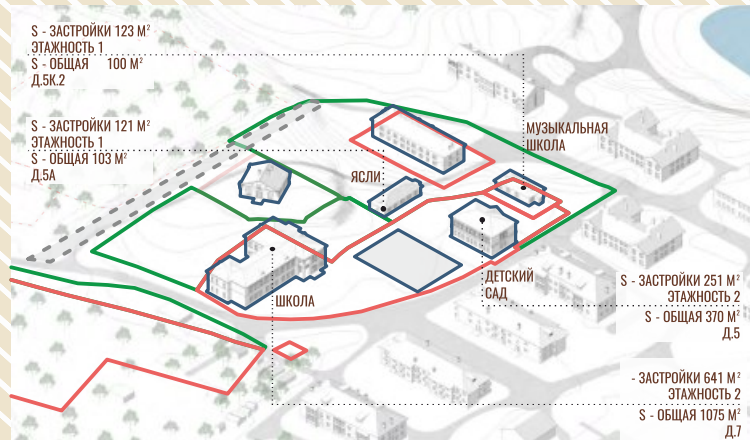 S - ЗАСТРОЙКИ 123 М²
ЭТАЖНОСТЬ 1
S - ОБЩАЯ 100 М²
Д.5К.2
S - ЗАСТРОЙКИ 121 М²
ЭТАЖНОСТЬ 1
S - ОБЩАЯ 103 М²
Д.5А
МУЗЫКАЛЬНАЯ
ШКОЛА
ЯСЛИ
ШКОЛА
ДЕТСКИЙ
САД
S - ЗАСТРОЙКИ 251 М²
ЭТАЖНОСТЬ 2
S - ОБЩАЯ 370 М²
Д.5
- ЗАСТРОЙКИ 641 М²
ЭТАЖНОСТЬ 2
S - ОБЩАЯ 1075 М²
Д.7